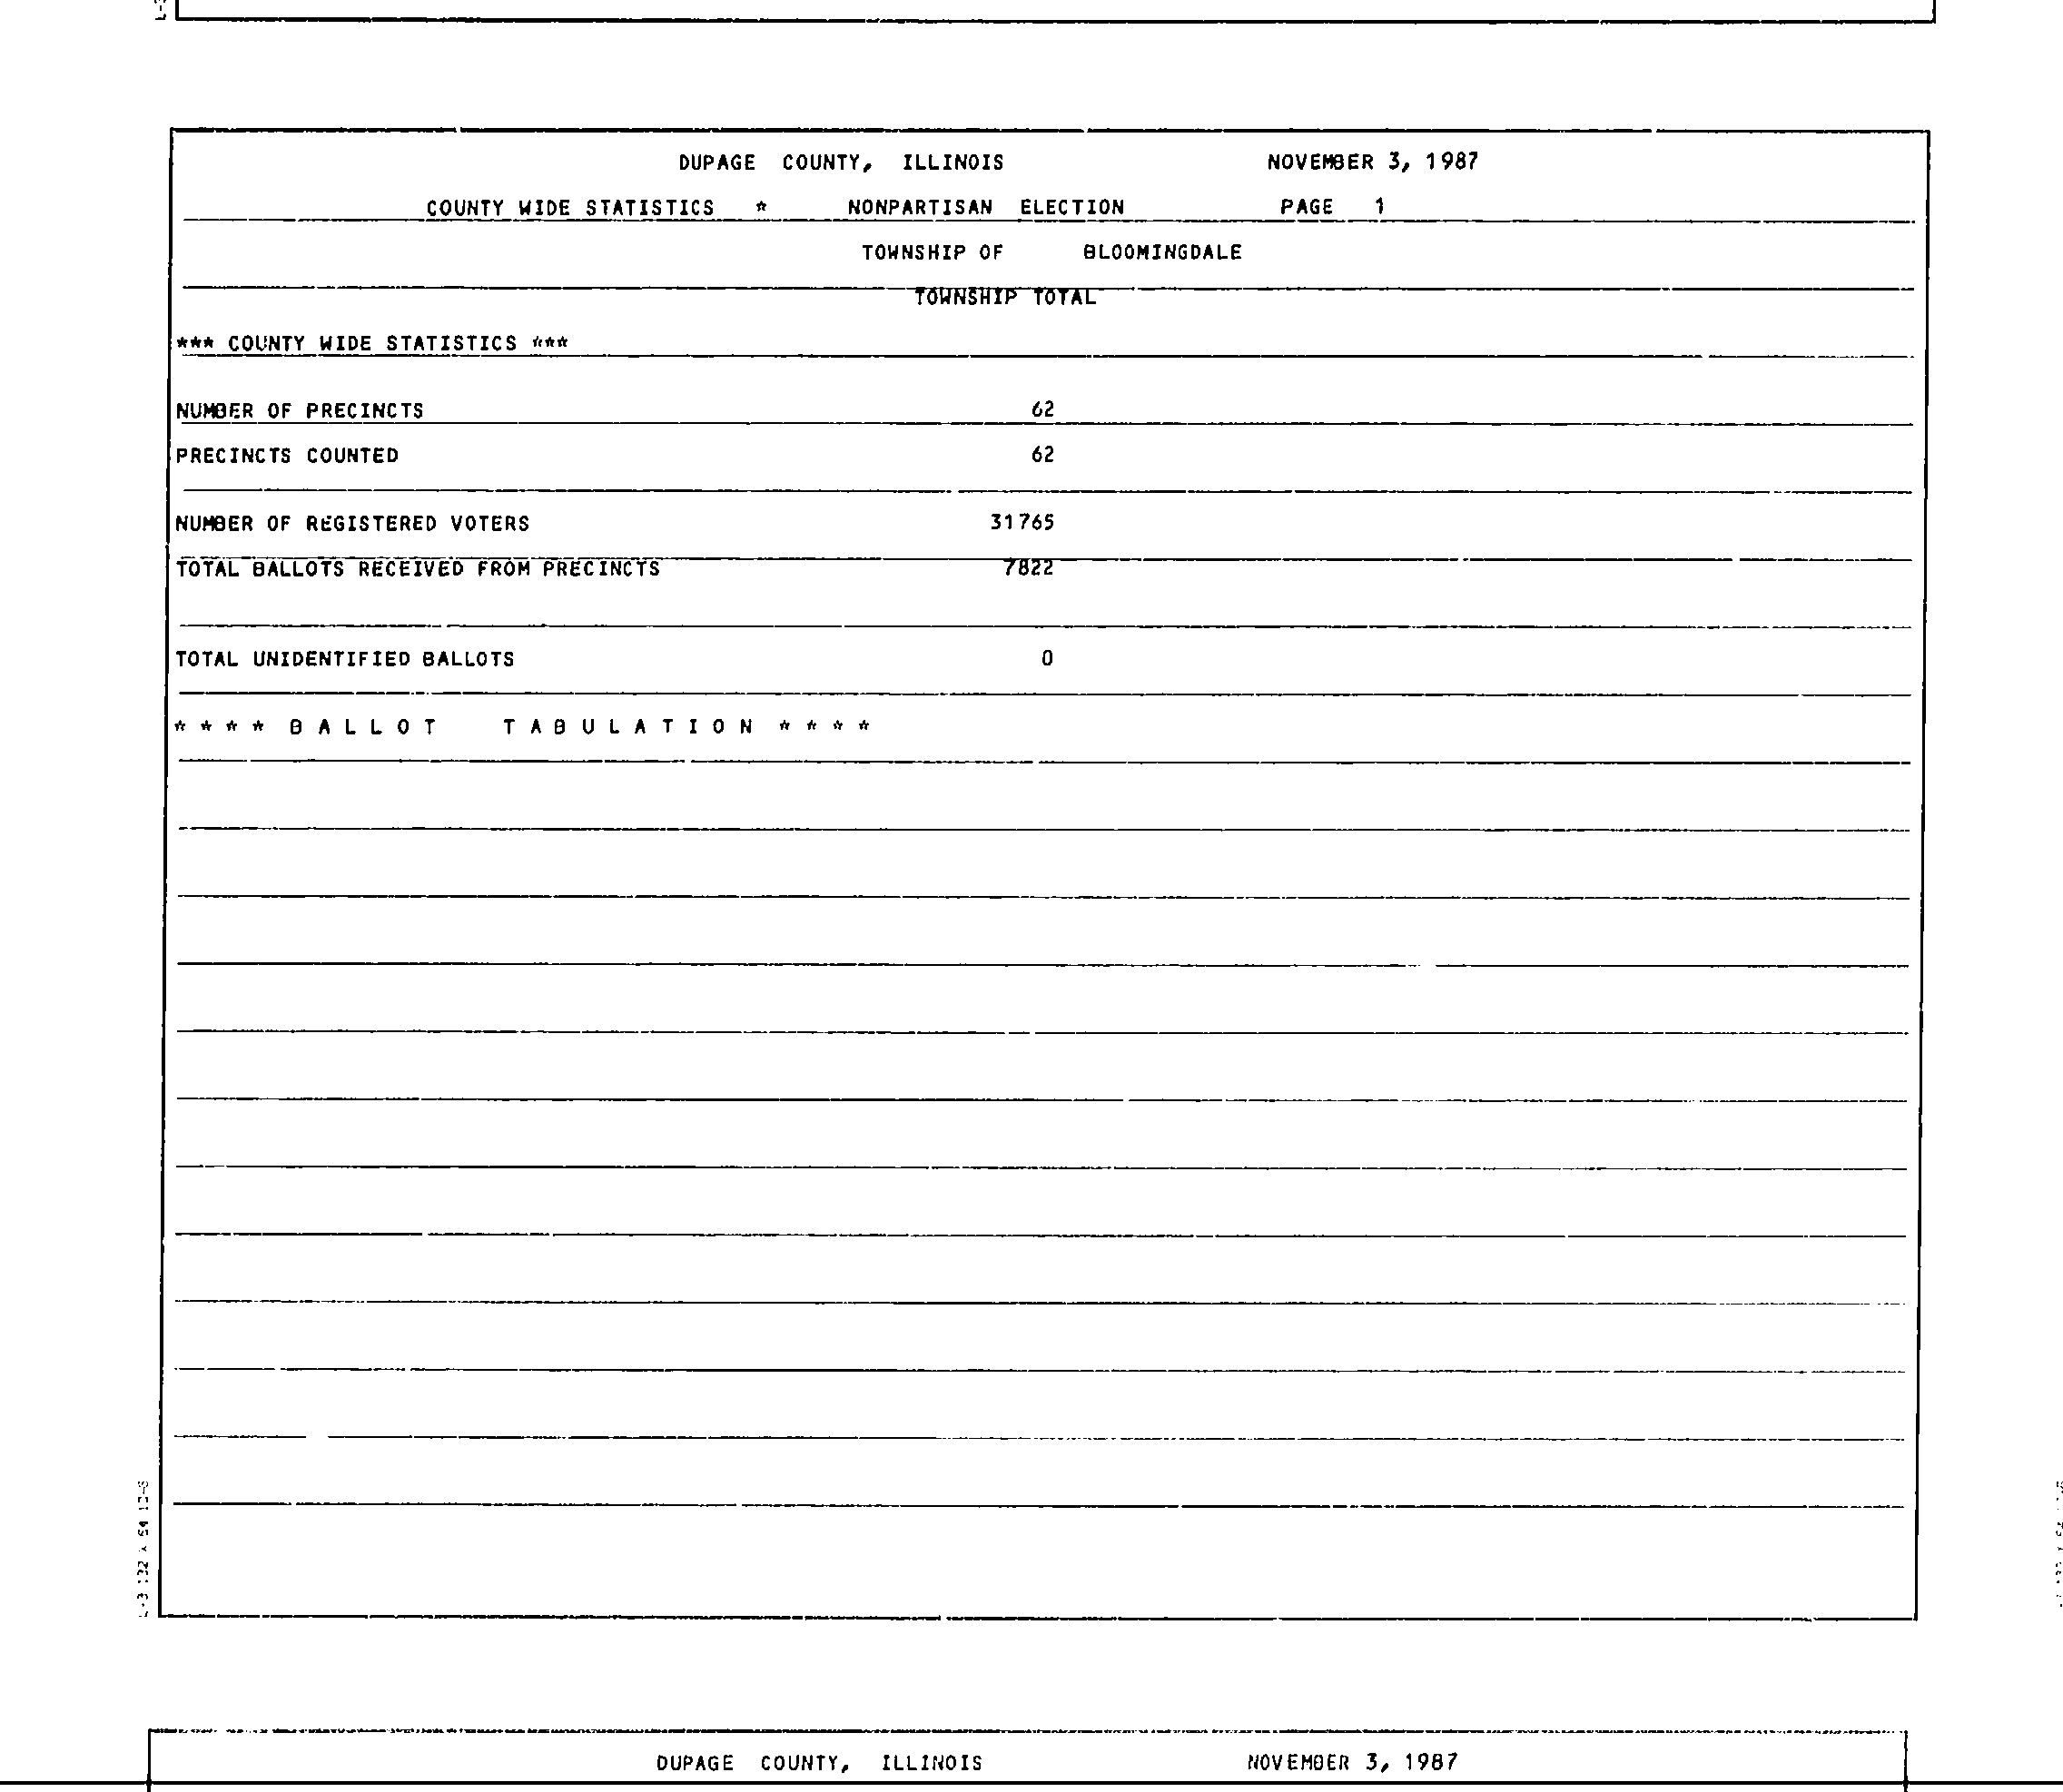 DUPAGE COUNTY, ILLINOIS NOVEMBER 3, 1987
COUNTY WIDE STATISTICS * NONPARTISAN ELECTION PAGE 1
TOWNSHIP OF BLOOMINGDALE
TOWNSHIP TOTAL
*** COUNTY WIDE STATISTICS ***
NUMBER OF PRECINCTS 62
PRECINCTS COUNTED 62
NUMBER OF REGISTERED VOTERS 31765
TOTAL BALLOTS RECEIVED FROM PRECINCTS 7822
TOTAL UNIDENTIFIED BALLOTS 0
* * * * B A L L O T   T A B U L A T I O N * * * *
DUPAGE COUNTY, ILLINOIS NOVEMBER 3, 1987